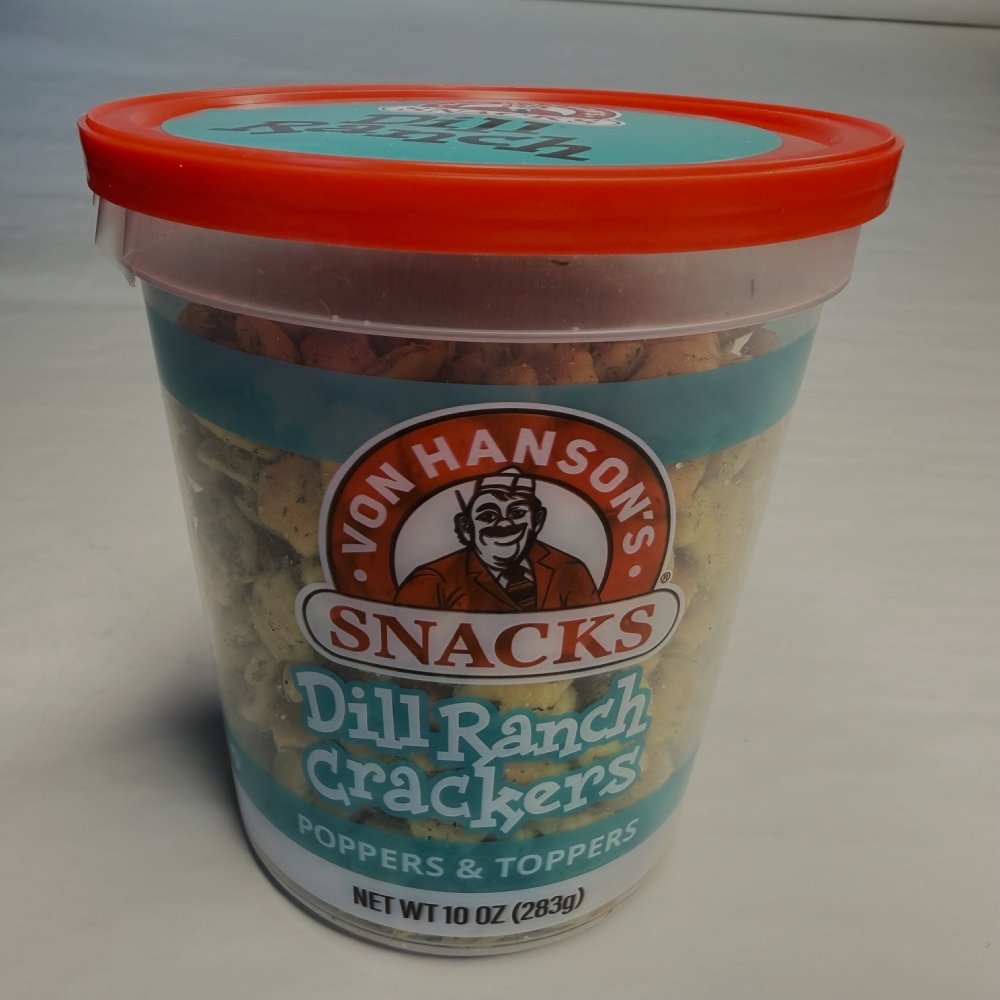 Dill
Ranch
VON HANSON'S
SNACKS
®
Dill Ranch
Crackers
POPPERS & TOPPERS
NET WT 10 OZ (283g)